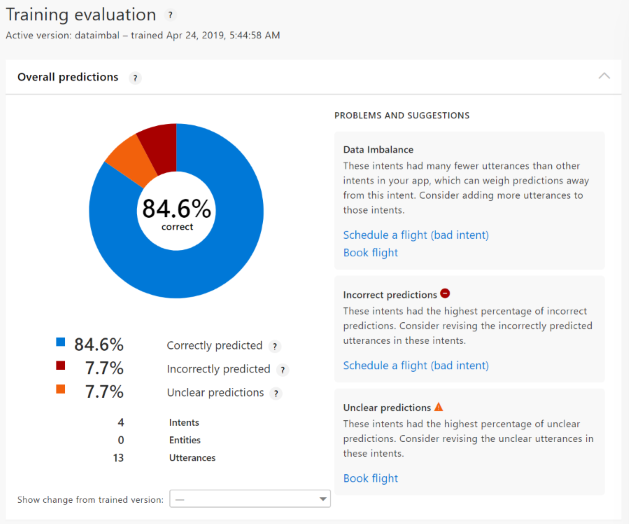 Training evaluation ?
Active version: dataimbal – trained Apr 24, 2019, 5:44:58 AM
Overall predictions ?
84.6%
correct
84.6% Correctly predicted ?
7.7% Incorrectly predicted ?
7.7% Unclear predictions ?
4 Intents
0 Entities
13 Utterances
Show change from trained version: —
PROBLEMS AND SUGGESTIONS
Data Imbalance
These intents had many fewer utterances than other
intents in your app, which can weigh predictions away
from this intent. Consider adding more utterances to
those intents.
Schedule a flight (bad intent)
Book flight
Incorrect predictions
These intents had the highest percentage of incorrect
predictions. Consider revising the incorrectly predicted
utterances in these intents.
Schedule a flight (bad intent)
Unclear predictions
These intents had the highest percentage of unclear
predictions. Consider revising the unclear utterances in
these intents.
Book flight